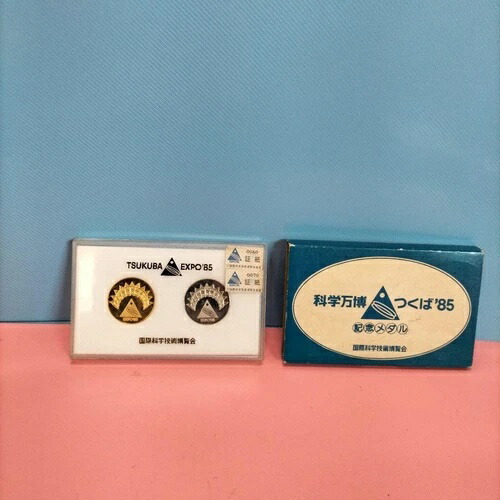 TSUKUBA EXPO'85
0060
証紙
0070
証紙
国際科学技術博覧会
科学万博 つくば'85
記念メダル
国際科学技術博覧会